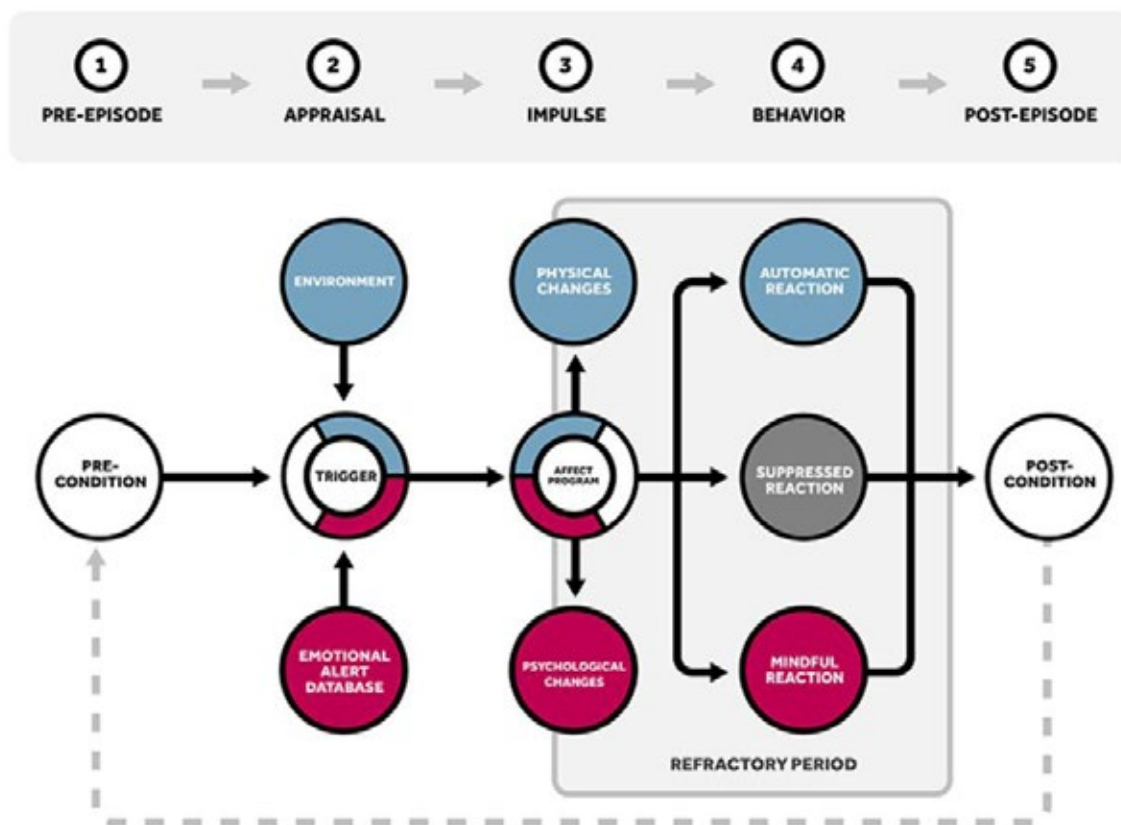 1
2
3
4
5
PRE-EPISODE
APPRAISAL
IMPULSE
BEHAVIOR
POST-EPISODE
ENVIRONMENT
PHYSICAL
CHANGES
AUTOMATIC
REACTION
PRE-
CONDITION
TRIGGER
AFFECT
PROGRAM
SUPPRESSED
REACTION
POST-
CONDITION
EMOTIONAL
ALERT
DATABASE
PSYCHOLOGICAL
CHANGES
MINDFUL
REACTION
REFRACTORY PERIOD